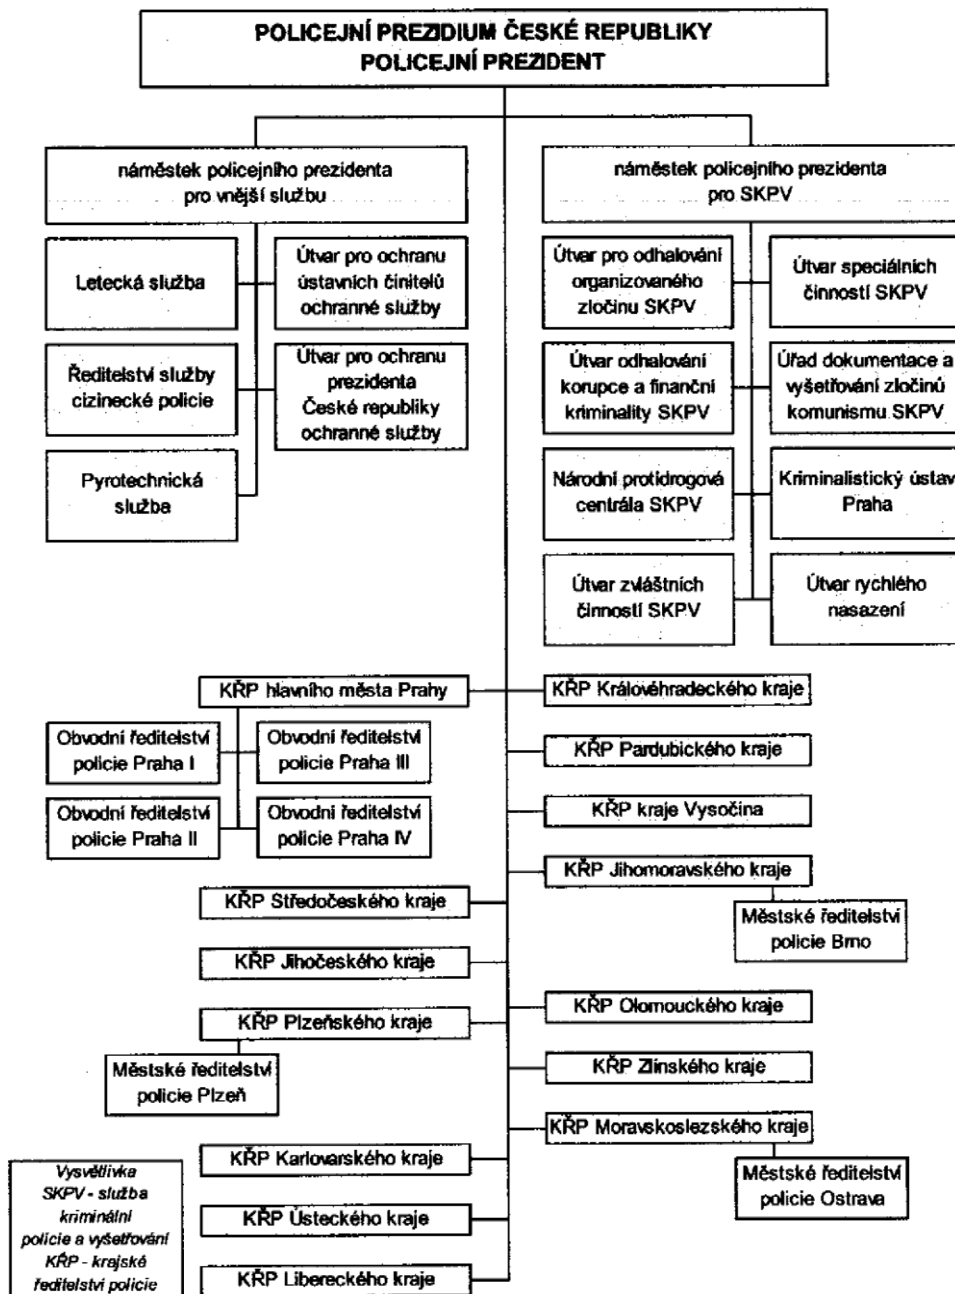 POLICEJNÍ PREZIDIUM ČESKÉ REPUBLIKY
POLICEJNÍ PREZIDENT
náměstek policejního prezidenta
pro vnější službu
náměstek policejního prezidenta
pro SKPV
Letecká služba
Útvar pro ochranu
ústavních činitelů
ochranné služby
Ředitelství služby
cizinecké policie
Útvar pro ochranu
prezidenta
České republiky
ochranné služby
Pyrotechnická
služba
Útvar pro odhalování
organizovaného
zločinu SKPV
Útvar speciálních
činností SKPV
Útvar odhalování
korupce a finanční
kriminality SKPV
Úřad dokumentace a
vyšetřování zločinů
komunismu SKPV
Národní protidrogová
centrála SKPV
Kriminalistický ústav
Praha
Útvar zvláštních
činností SKPV
Útvar rychlého
nasazení
KŘP hlavního města Prahy
Obvodní ředitelství
policie Praha I
Obvodní ředitelství
policie Praha III
Obvodní ředitelství
policie Praha II
Obvodní ředitelství
policie Praha IV
KŘP Středočeského kraje
KŘP Jihočeského kraje
KŘP Plzeňského kraje
Městské ředitelství
policie Plzeň
KŘP Karlovarského kraje
KŘP Ústeckého kraje
KŘP Libereckého kraje
KŘP Královéhradeckého kraje
KŘP Pardubického kraje
KŘP kraje Vysočina
KŘP Jihomoravského kraje
Městské ředitelství
policie Brno
KŘP Olomouckého kraje
KŘP Zlínského kraje
KŘP Moravskoslezského kraje
Městské ředitelství
policie Ostrava
Vysvětlivka
SKPV - služba
kriminální
policie a vyšetřování
KŘP - krajské
ředitelství policie